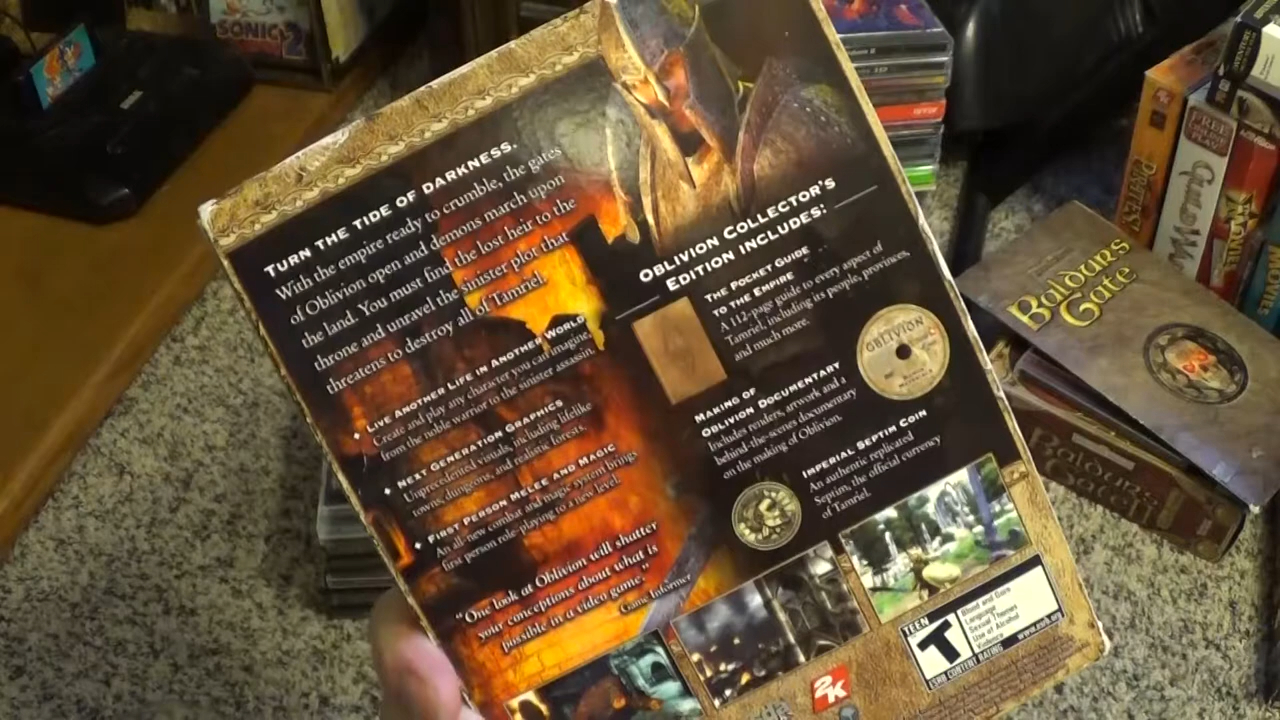 SONIC
2
TURN THE TIDE OF DARKNESS.
With the empire ready to crumble, the gates
of Oblivion open and demons march upon
the land. You must find the lost heir to the
throne and unravel the sinister plot that
threatens to destroy all of Tamriel.
LIVE ANOTHER LIFE IN ANOTHER WORLD
Create and play any character you can imagine,
from the noble warrior to the sinister assassin.
NEXT GENERATION GRAPHICS
Unprecedented visuals, including lifelike
towns, dungeons, and realistic forests.
FIRST PERSON MELEE AND MAGIC
An all-new combat and magic system brings
first person role-playing to a new level.
"One look at Oblivion will shatter
your conceptions about what is
possible in a video game."
Game Informer
OBLIVION COLLECTOR'S
EDITION INCLUDES:
THE POCKET GUIDE
TO THE EMPIRE
A 112-page guide to every aspect of
Tamriel, including its people, provinces,
and much more.
OBLIVION
MAKING OF
OBLIVION DOCUMENTARY
Includes renders, artwork and a
behind-the-scenes documentary
on the making of Oblivion.
IMPERIAL SEPTIM COIN
An authentic replicated
Septim, the official currency
of Tamriel.
2K
TEEN
T
Blood and Gore
Language
Sexual Themes
Use of Alcohol
Violence
ESRB CONTENT RATING
www.esrb.org
BALDUR'S
GATE
BALDUR'S
GATE II
FREE